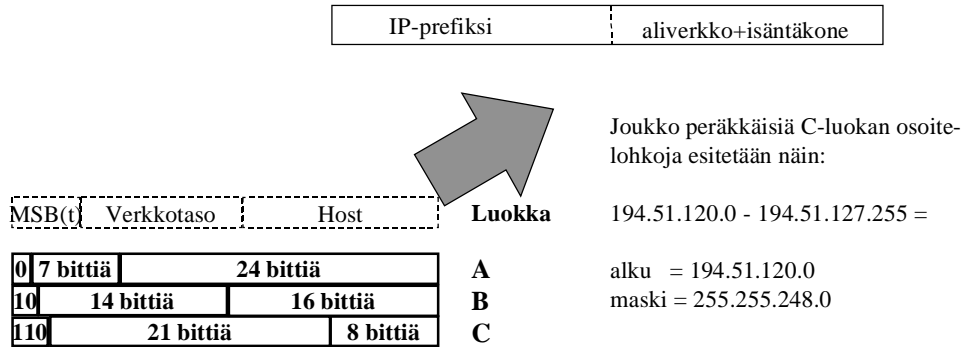 IP-prefiksi aliverkko+isäntäkone
Joukko peräkkäisiä C-luokan osoite-
lohkoja esitetään näin:
MSB(t) Verkkotaso Host Luokka 194.51.120.0 - 194.51.127.255 =
0 7 bittiä 24 bittiä A alku = 194.51.120.0
10 14 bittiä 16 bittiä B maski = 255.255.248.0
110 21 bittiä 8 bittiä C